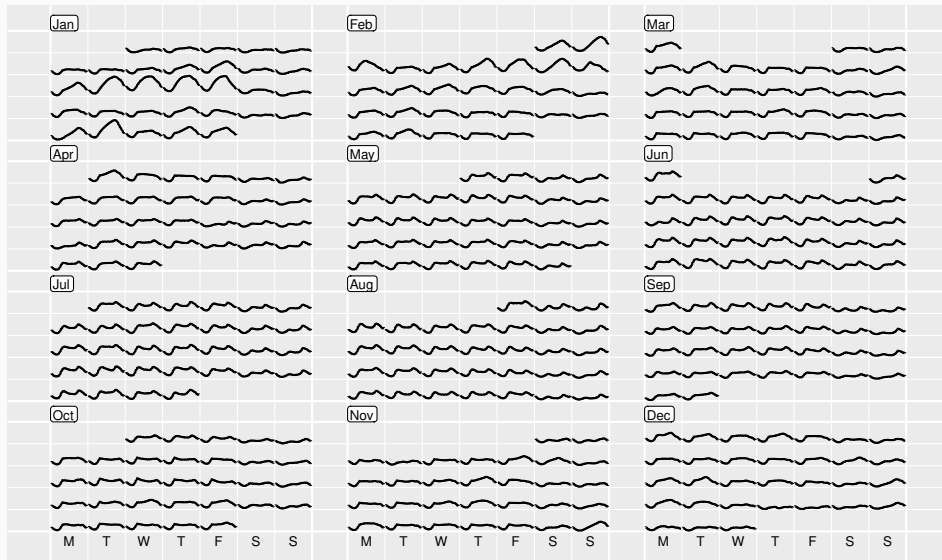 Jan Feb Mar
Apr May Jun
Jul Aug Sep
Oct Nov Dec
M T W T F S S M T W T F S S M T W T F S S